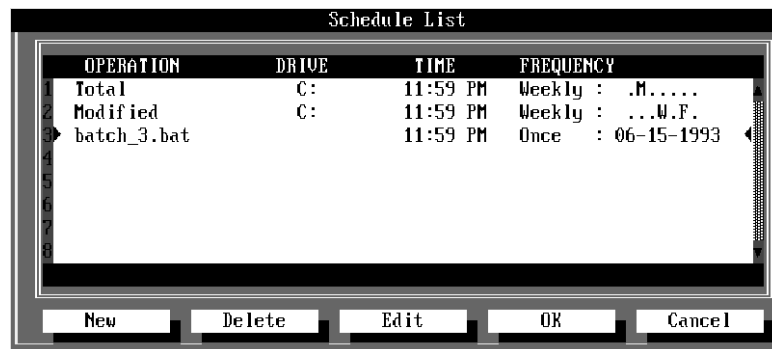 Schedule List
OPERATION DRIVE TIME FREQUENCY
1 Total C: 11:59 PM Weekly : .M.....
2 Modified C: 11:59 PM Weekly : ...W.F.
3 batch_3.bat 11:59 PM Once : 06-15-1993
4
5
6
7
8
New Delete Edit OK Cancel